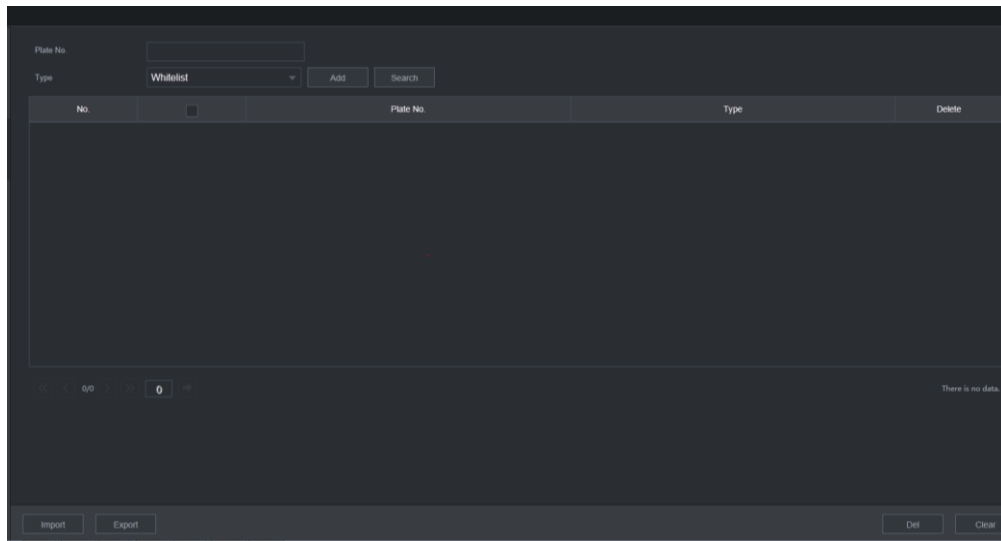 Plate No.
Type Whitelist Add Search
No. Plate No. Type Delete
0/0 0 There is no data.
Import Export Del Clear